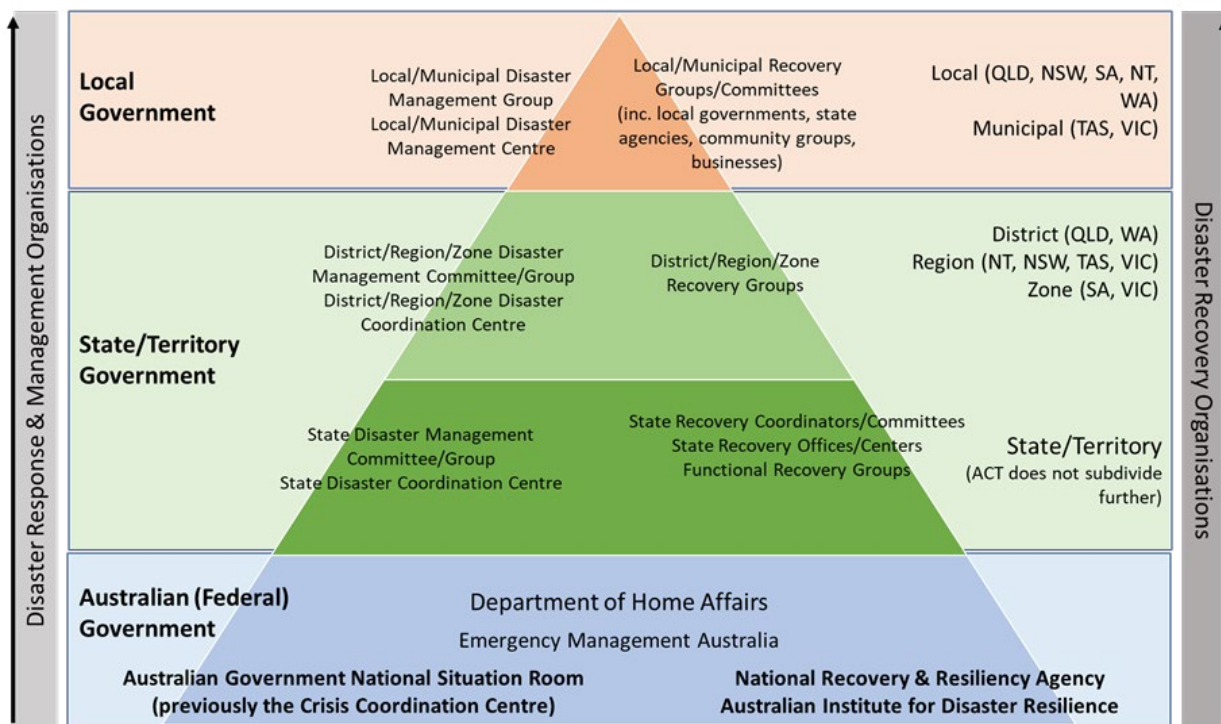 Disaster Response & Management Organisations
Local
Government
Local/Municipal Disaster
Management Group
Local/Municipal Disaster
Management Centre
Local/Municipal Recovery
Groups/Committees
(inc. local governments, state
agencies, community groups,
businesses)
Local (QLD, NSW, SA, NT,
WA)
Municipal (TAS, VIC)
State/Territory
Government
District/Region/Zone Disaster
Management Committee/Group
District/Region/Zone Disaster
Coordination Centre
District/Region/Zone
Recovery Groups
District (QLD, WA)
Region (NT, NSW, TAS, VIC)
Zone (SA, VIC)
State Disaster Management
Committee/Group
State Disaster Coordination Centre
State Recovery Coordinators/Committees
State Recovery Offices/Centers
Functional Recovery Groups
State/Territory
(ACT does not subdivide
further)
Australian (Federal)
Government
Department of Home Affairs
Emergency Management Australia
Australian Government National Situation Room
(previously the Crisis Coordination Centre)
National Recovery & Resiliency Agency
Australian Institute for Disaster Resilience
Disaster Recovery Organisations